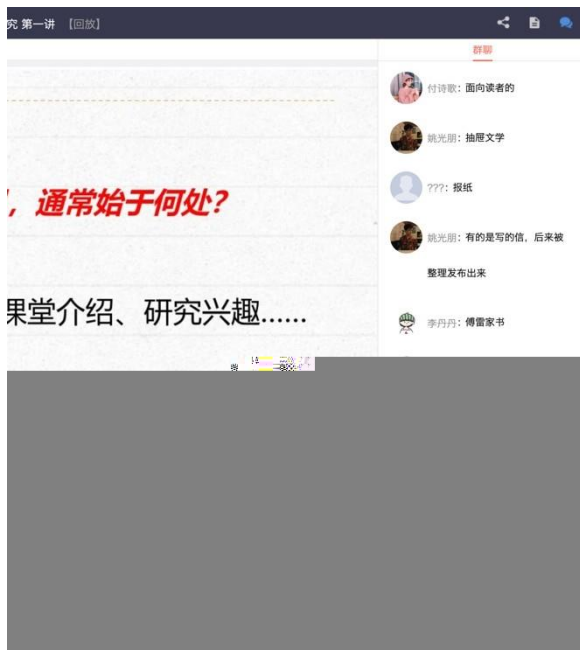 究 第一讲 【回放】
群聊
，通常始于何处？
课堂介绍、研究兴趣......
付诗歌：面向读者的
姚光朋：抽屉文学
???：报纸
姚光朋：有的是写的信，后来被
整理发布出来
李丹丹：傅雷家书